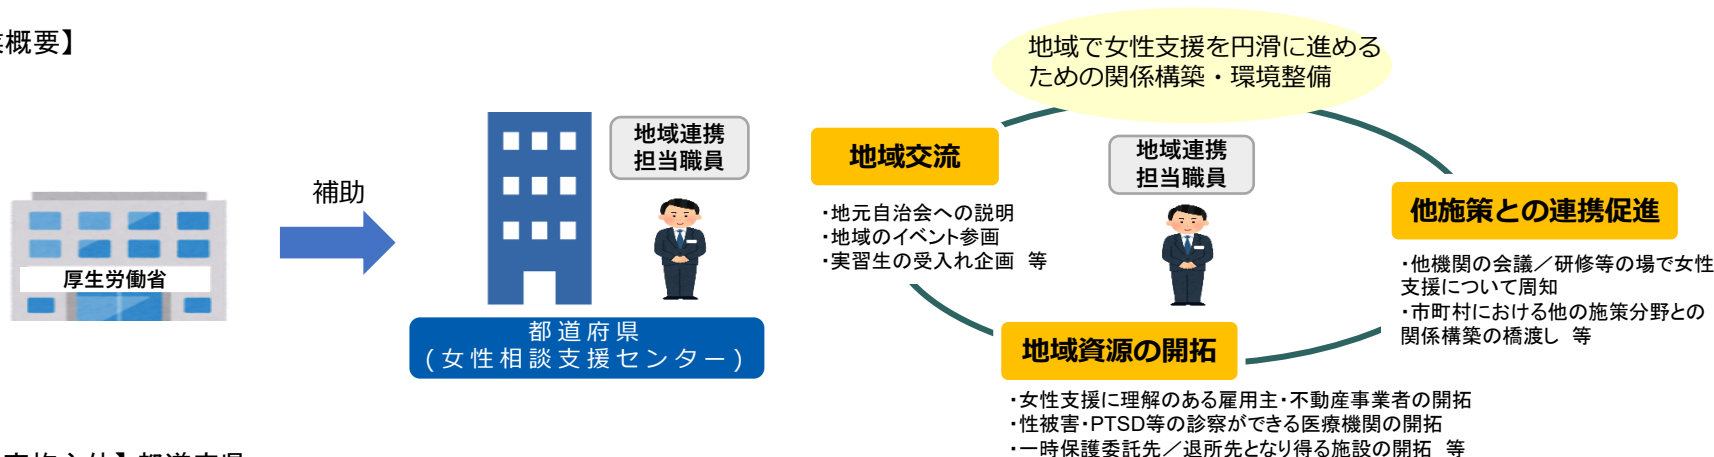 概要】
厚生労働省
補助
地域連携
担当職員
都道府県
(女性相談支援センター)
地域で女性支援を円滑に進める
ための関係構築・環境整備
地域交流
・地元自治会への説明
・地域のイベント参画
・実習生の受入れ企画 等
地域連携
担当職員
他施策との連携促進
・他機関の会議／研修等の場で女性
支援について周知
・市町村における他の施策分野との
関係構築の橋渡し 等
地域資源の開拓
・女性支援に理解のある雇用主・不動産事業者の開拓
・性被害・PTSD等の診察ができる医療機関の開拓
・一時保護委託先／退所先となり得る施設の開拓 等